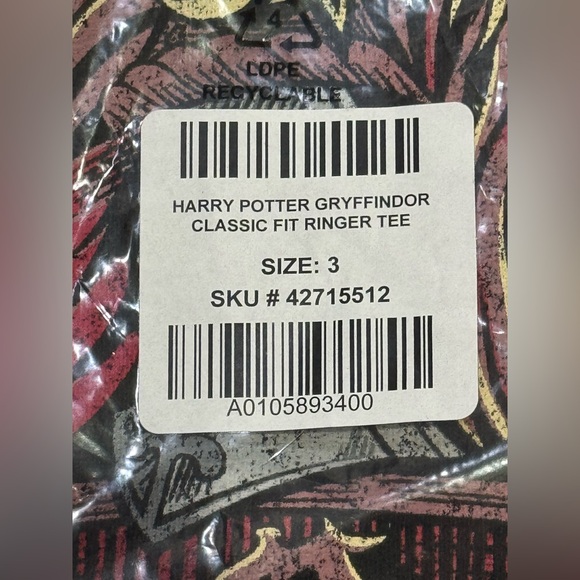 4
LDPE
RECYCLABLE
HARRY POTTER GRYFFINDOR
CLASSIC FIT RINGER TEE
SIZE: 3
SKU # 42715512
A0105893400